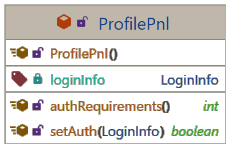 ProfilePnl
ProfilePnl()
loginInfo LoginInfo
authRequirements() int
setAuth(LoginInfo) boolean